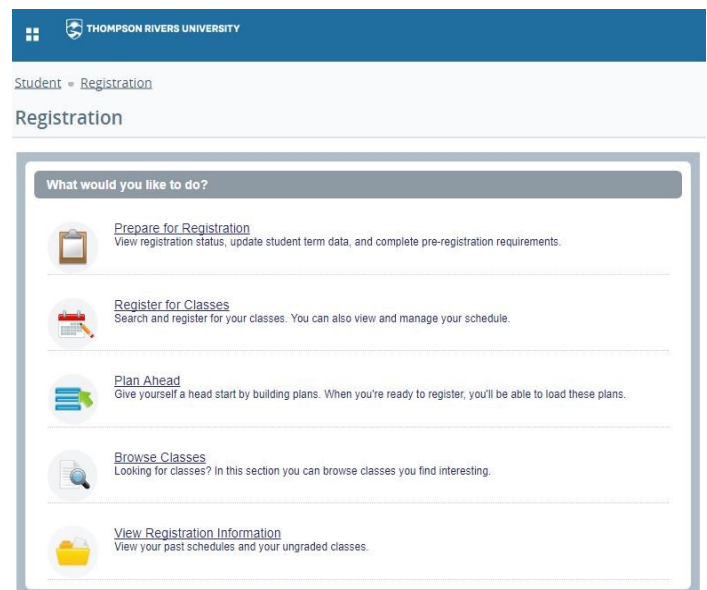 THOMPSON RIVERS UNIVERSITY
Student Registration
Registration
What would you like to do?
Prepare for Registration
View registration status, update student term data, and complete pre-registration requirements.
Register for Classes
Search and register for your classes. You can also view and manage your schedule.
Plan Ahead
Give yourself a head start by building plans. When you're ready to register, you'll be able to load these plans.
Browse Classes
Looking for classes? In this section you can browse classes you find interesting.
View Registration Information
View your past schedules and your ungraded classes.